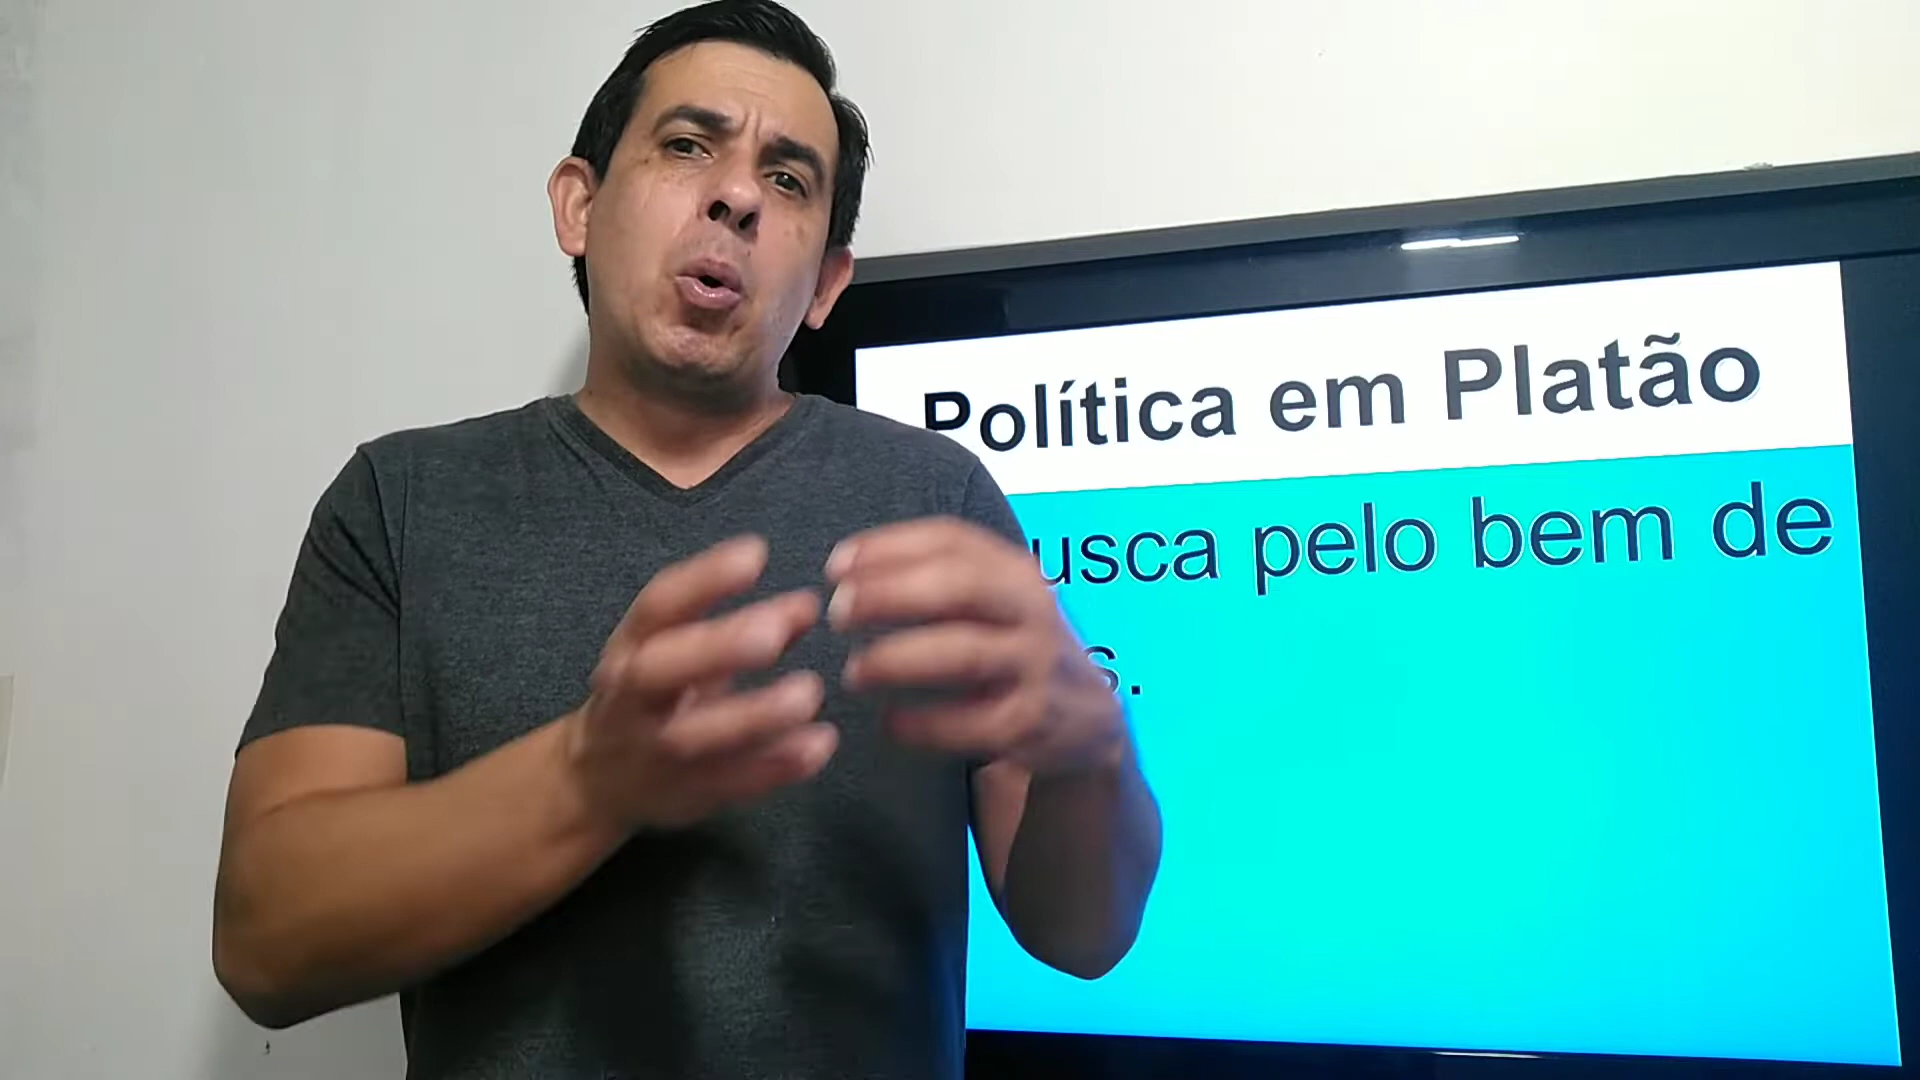 Política em Platão
usca pelo bem de
s.